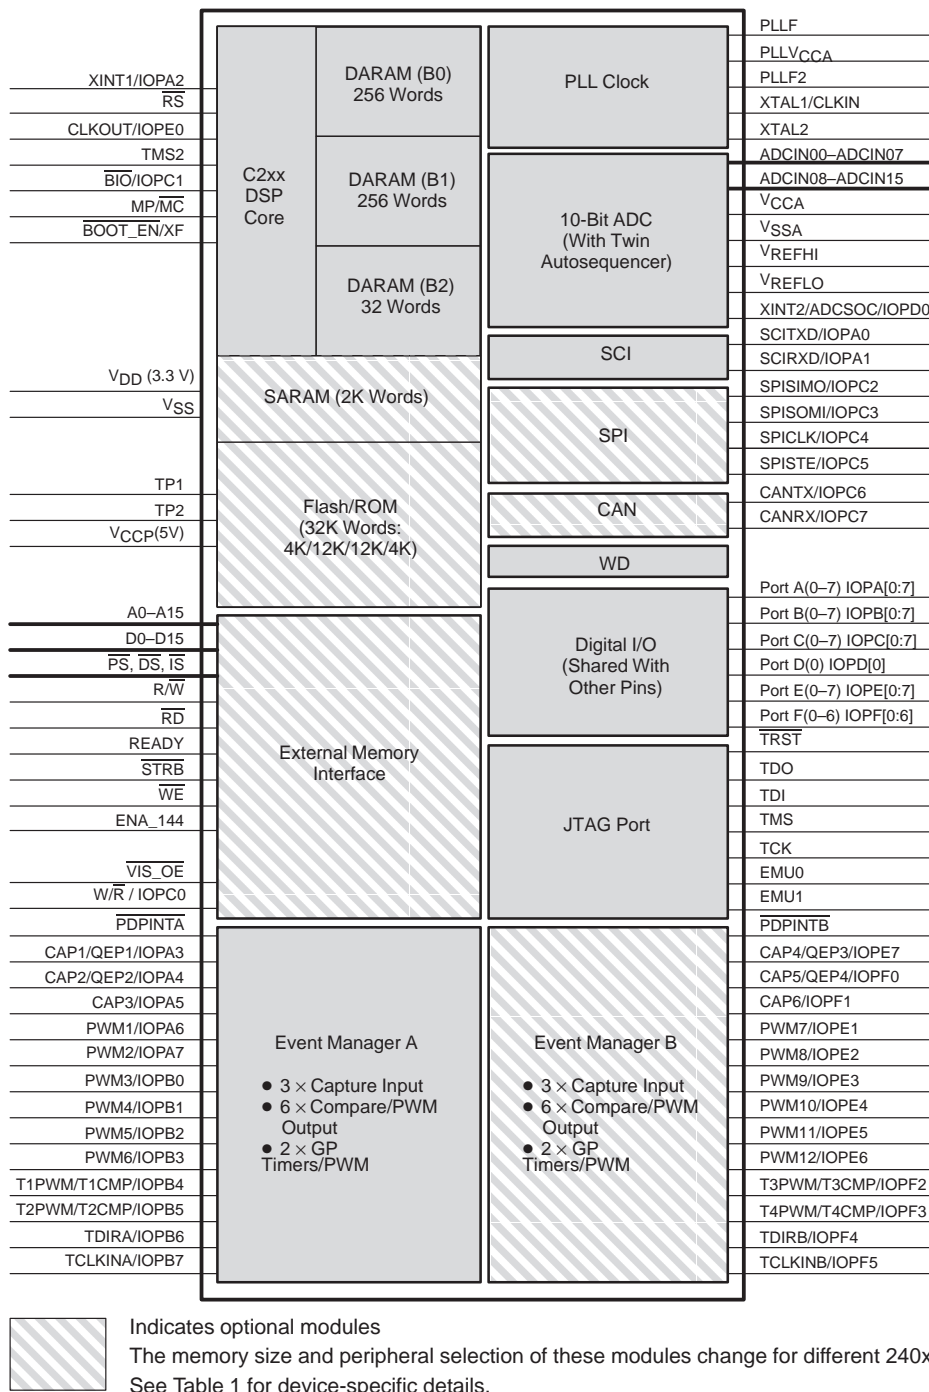 XINT1/IOPA2
RS
CLKOUT/IOPE0
TMS2
BIO/IOPC1
MP/MC
BOOT_EN/XF
VDD (3.3 V)
VSS
TP1
TP2
VCCP(5V)
A0–A15
D0–D15
PS, DS, IS
R/W
RD
READY
STRB
WE
ENA_144
VIS_OE
W/R / IOPC0
PDPINTA
CAP1/QEP1/IOPA3
CAP2/QEP2/IOPA4
CAP3/IOPA5
PWM1/IOPA6
PWM2/IOPA7
PWM3/IOPB0
PWM4/IOPB1
PWM5/IOPB2
PWM6/IOPB3
T1PWM/T1CMP/IOPB4
T2PWM/T2CMP/IOPB5
TDIRA/IOPB6
TCLKINA/IOPB7
C2xx
DSP
Core
DARAM (B0)
256 Words
DARAM (B1)
256 Words
DARAM (B2)
32 Words
SARAM (2K Words)
Flash/ROM
(32K Words:
4K/12K/12K/4K)
External Memory
Interface
Event Manager A
● 3 × Capture Input
● 6 × Compare/PWM
Output
● 2 × GP
Timers/PWM
PLL Clock
10-Bit ADC
(With Twin
Autosequencer)
SCI
SPI
CAN
WD
Digital I/O
(Shared With
Other Pins)
JTAG Port
Event Manager B
● 3 × Capture Input
● 6 × Compare/PWM
Output
● 2 × GP
Timers/PWM
PLLF
PLLVCCA
PLLF2
XTAL1/CLKIN
XTAL2
ADCIN00–ADCIN07
ADCIN08–ADCIN15
VCCA
VSSA
VREFHI
VREFLO
XINT2/ADCSOC/IOPD0
SCITXD/IOPA0
SCIRXD/IOPA1
SPISIMO/IOPC2
SPISOMI/IOPC3
SPICLK/IOPC4
SPISTE/IOPC5
CANTX/IOPC6
CANRX/IOPC7
Port A(0–7) IOPA[0:7]
Port B(0–7) IOPB[0:7]
Port C(0–7) IOPC[0:7]
Port D(0) IOPD[0]
Port E(0–7) IOPE[0:7]
Port F(0–6) IOPF[0:6]
TRST
TDO
TDI
TMS
TCK
EMU0
EMU1
PDPINTB
CAP4/QEP3/IOPE7
CAP5/QEP4/IOPF0
CAP6/IOPF1
PWM7/IOPE1
PWM8/IOPE2
PWM9/IOPE3
PWM10/IOPE4
PWM11/IOPE5
PWM12/IOPE6
T3PWM/T3CMP/IOPF2
T4PWM/T4CMP/IOPF3
TDIRB/IOPF4
TCLKINB/IOPF5
Indicates optional modules
The memory size and peripheral selection of these modules change for different 240x
See Table 1 for device-specific details.